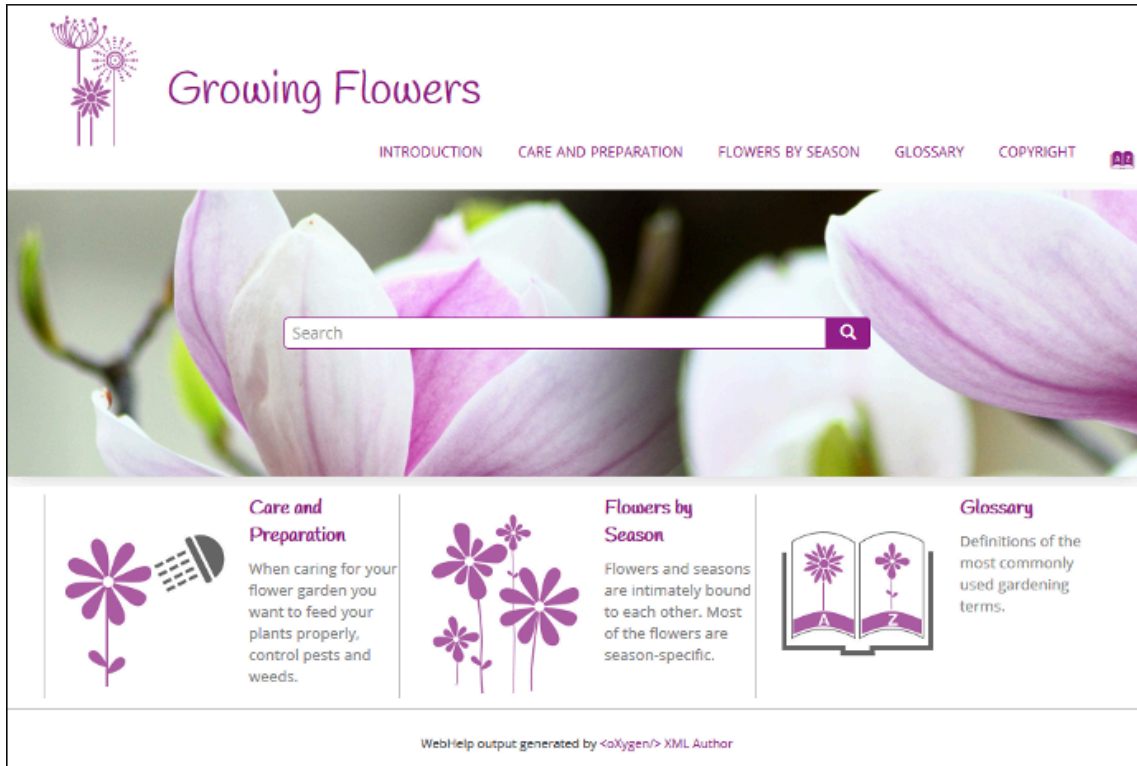 Growing Flowers
INTRODUCTION CARE AND PREPARATION FLOWERS BY SEASON GLOSSARY COPYRIGHT
Search
Care and
Preparation
When caring for your
flower garden you
want to feed your
plants properly,
control pests and
weeds.
Flowers by
Season
Flowers and seasons
are intimately bound
to each other. Most
of the flowers are
season-specific.
A Z
Glossary
Definitions of the
most commonly
used gardening
terms.
WebHelp output generated by <oXygen/> XML Author